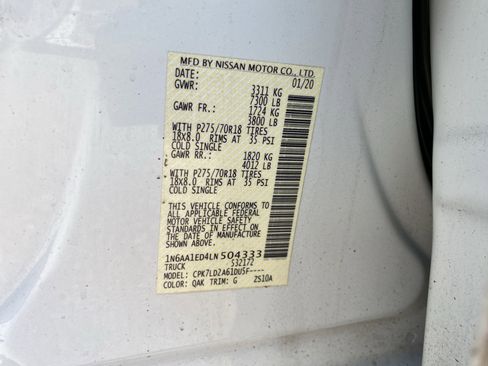 MFD BY NISSAN MOTOR CO., LTD.
DATE: 01/20
GVWR: 3311 KG
7300 LB
GAWR FR.: 1724 KG
3800 LB
WITH P275/70R18 TIRES
18x8.0 RIMS AT 35 PSI
COLD SINGLE
GAWR RR.: 1820 KG
4012 LB
WITH P275/70R18 TIRES
18x8.0 RIMS AT 35 PSI
COLD SINGLE
THIS VEHICLE CONFORMS TO
ALL APPLICABLE FEDERAL
MOTOR VEHICLE SAFETY
STANDARDS IN EFFECT ON
THE DATE OF MANUFACTURE
SHOWN ABOVE.
1N6AA1ED4LN504333
TRUCK 532172
MODEL: CPK7LD2A61DU5F----
COLOR: QAK TRIM: G ZS10A